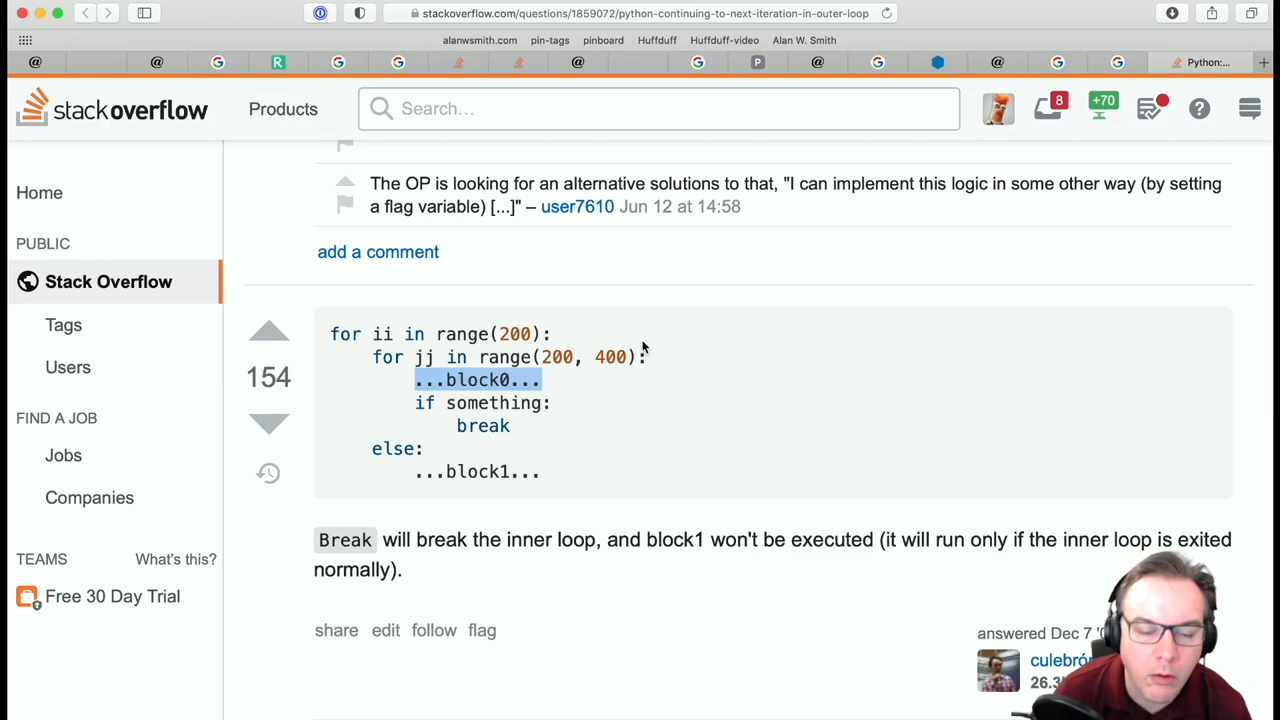 stackoverflow.com/questions/1859072/python-continuing-to-next-iteration-in-outer-loop
alanwsmith.com pin-tags pinboard Huffduff Huffduff-video Alan W. Smith
Python:...
stackoverflow Products Search... 8 +70
Home
PUBLIC
Stack Overflow
Tags
Users
FIND A JOB
Jobs
Companies
TEAMS What's this?
Free 30 Day Trial
The OP is looking for an alternative solutions to that, "I can implement this logic in some other way (by setting
a flag variable) [...]" – user7610 Jun 12 at 14:58
add a comment
154
for ii in range(200):
for jj in range(200, 400):
...block0...
if something:
break
else:
...block1...
Break will break the inner loop, and block1 won't be executed (it will run only if the inner loop is exited
normally).
share edit follow flag
answered Dec 7
culebró
26.3